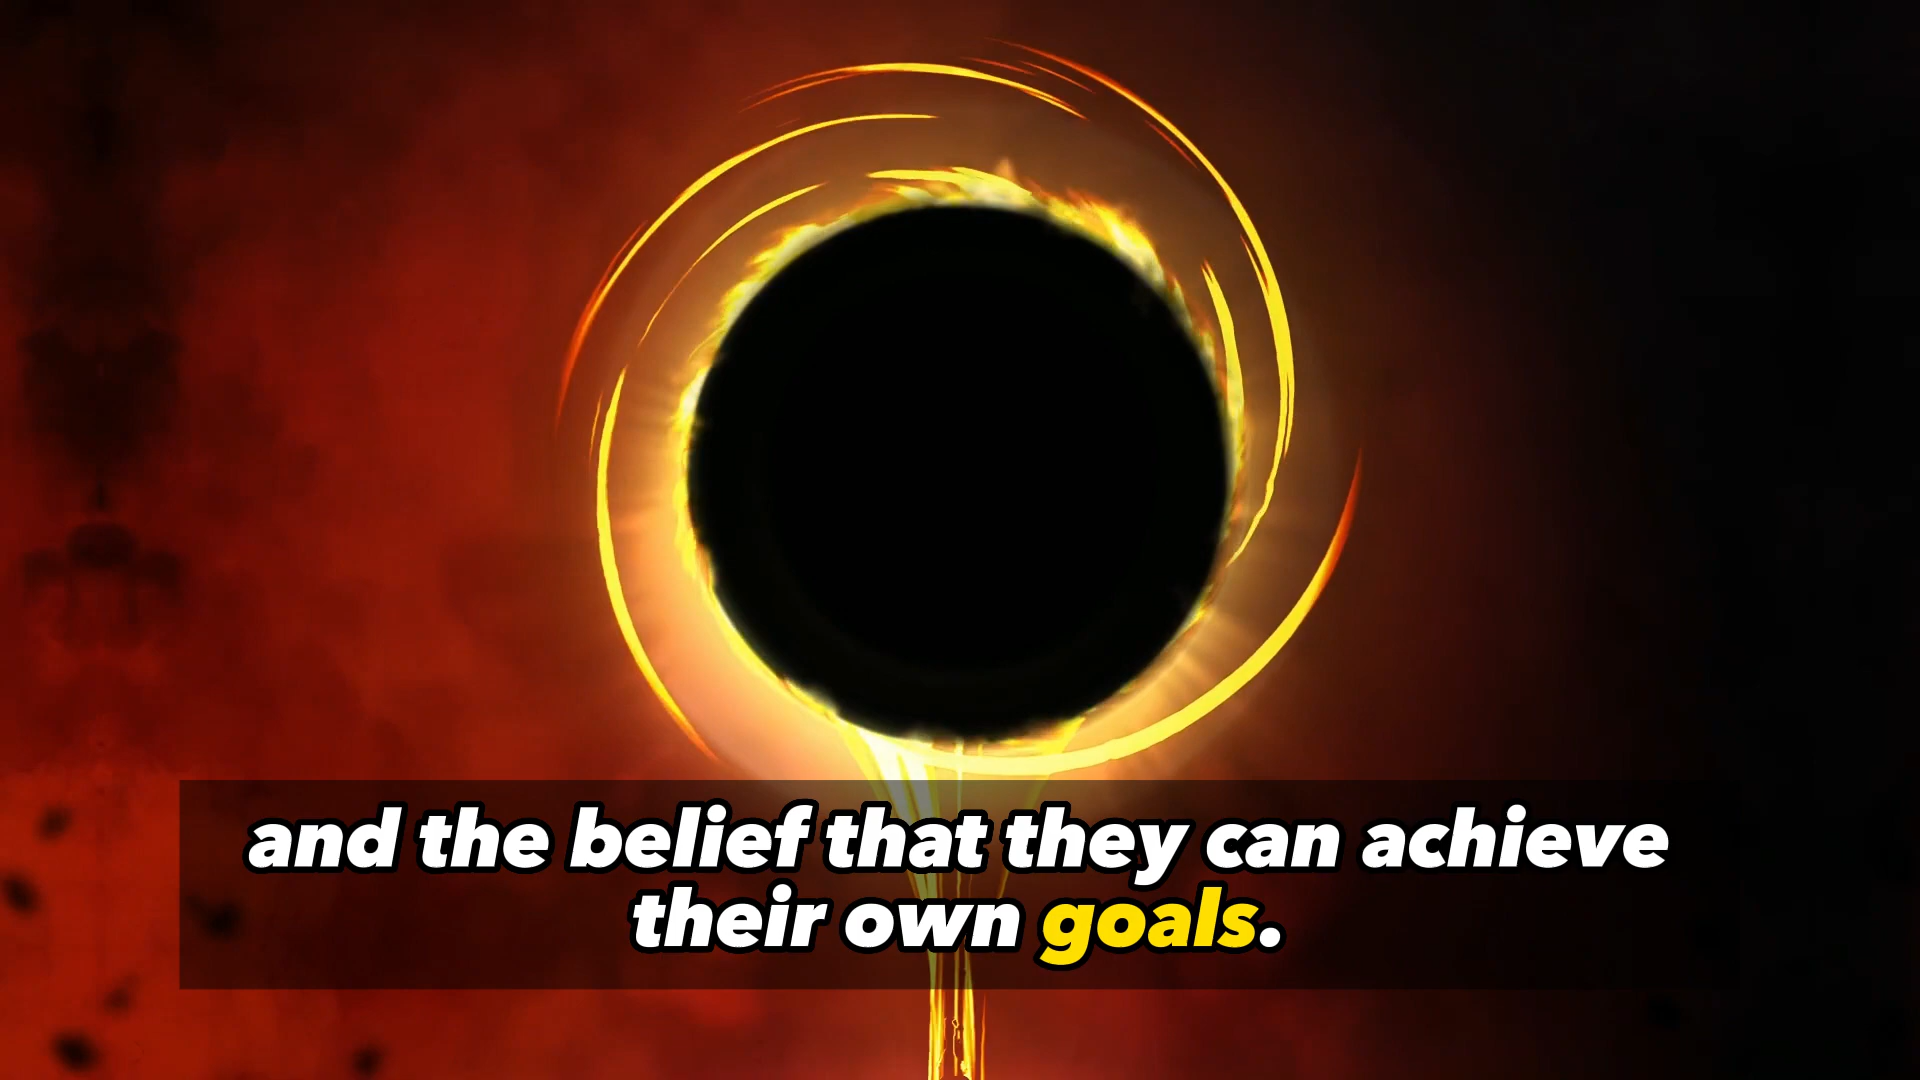 and the belief that they can achieve
their own goals.